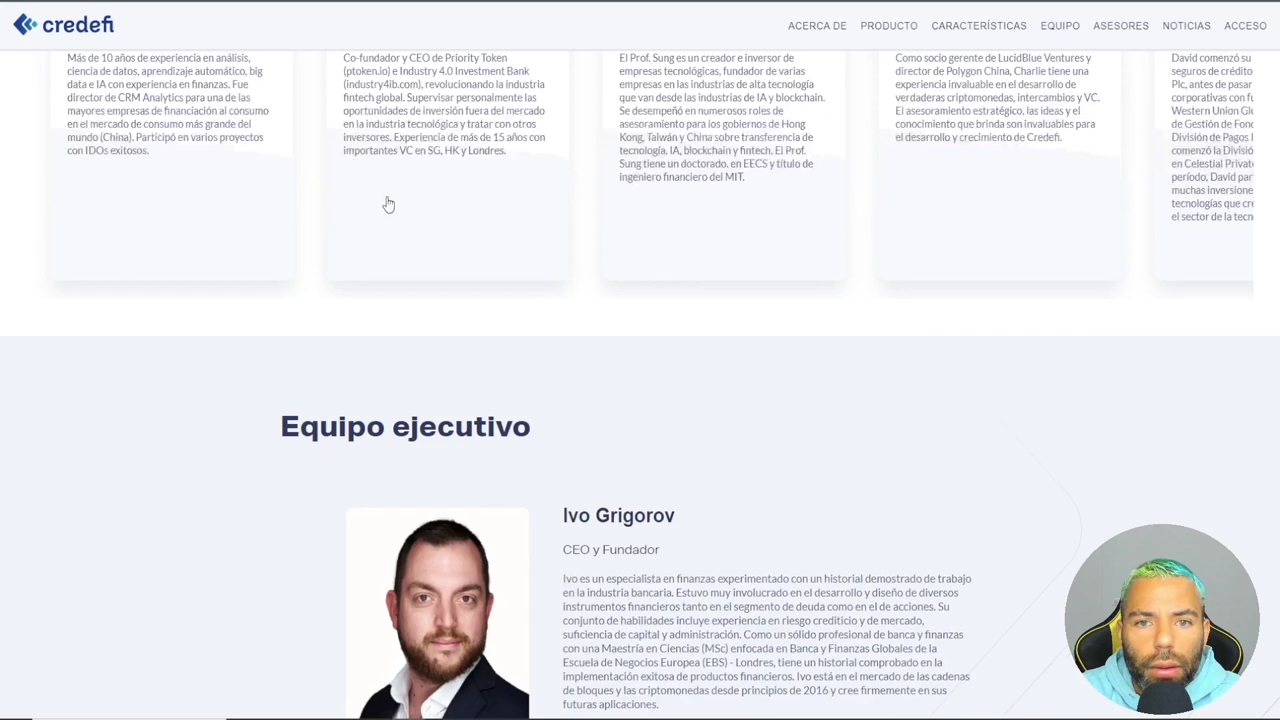 credefi
ACERCA DE PRODUCTO CARACTERÍSTICAS EQUIPO ASESORES NOTICIAS ACCESO
Más de 10 años de experiencia en análisis,
ciencia de datos, aprendizaje automático, big
data e IA con experiencia en finanzas. Fue
director de CRM Analytics para una de las
mayores empresas de financiación al consumo
en el mercado de consumo más grande del
mundo (China). Participó en varios proyectos
con IDOs exitosos.
Co-fundador y CEO de Priority Token
(ptoken.io) e Industry 4.0 Investment Bank
(industry4ib.com), revolucionando la industria
fintech global. Supervisar personalmente las
oportunidades de inversión fuera del mercado
en la industria tecnológica y tratar con otros
inversores. Experiencia de más de 15 años con
importantes VC en SG, HK y Londres.
El Prof. Sung es un creador e inversor de
empresas tecnológicas, fundador de varias
empresas en las industrias de alta tecnología
que van desde las industrias de IA y blockchain.
Se desempeñó en numerosos roles de
asesoramiento para los gobiernos de Hong
Kong, Taiwán y China sobre transferencia de
tecnología, IA, blockchain y fintech. El Prof.
Sung tiene un doctorado. en EECS y título de
ingeniero financiero del MIT.
Como socio gerente de LucidBlue Ventures y
director de Polygon China, Charlie tiene una
experiencia invaluable en el desarrollo de
verdaderas criptomonedas, intercambios y VC.
El asesoramiento estratégico, las ideas y el
conocimiento que brinda son invaluables para
el desarrollo y crecimiento de Credefi.
David comenzó su
seguros de crédito
Pic, antes de pasar
corporativas con
Western Union
de Gestión de
División de Pagos
comenzó la
en Celestial
período, David
muchas
tecnologías que
el sector de la
Equipo ejecutivo
Ivo Grigorov
CEO y Fundador
Ivo es un especialista en finanzas experimentado con un historial demostrado de trabajo
en la industria bancaria. Estuvo muy involucrado en el desarrollo y diseño de diversos
instrumentos financieros tanto en el segmento de deuda como en el de acciones. Su
conjunto de habilidades incluye experiencia en riesgo crediticio y de mercado,
suficiencia de capital y administración. Como un sólido profesional de banca y finanzas
con una Maestría en Ciencias (MSc) enfocada en Banca y Finanzas Globales de la
Escuela de Negocios Europea (EBS) - Londres, tiene un historial comprobado en la
implementación exitosa de productos financieros. Ivo está en el mercado de las cadenas
de bloques y las criptomonedas desde principios de 2016 y cree firmemente en sus
futuras aplicaciones.